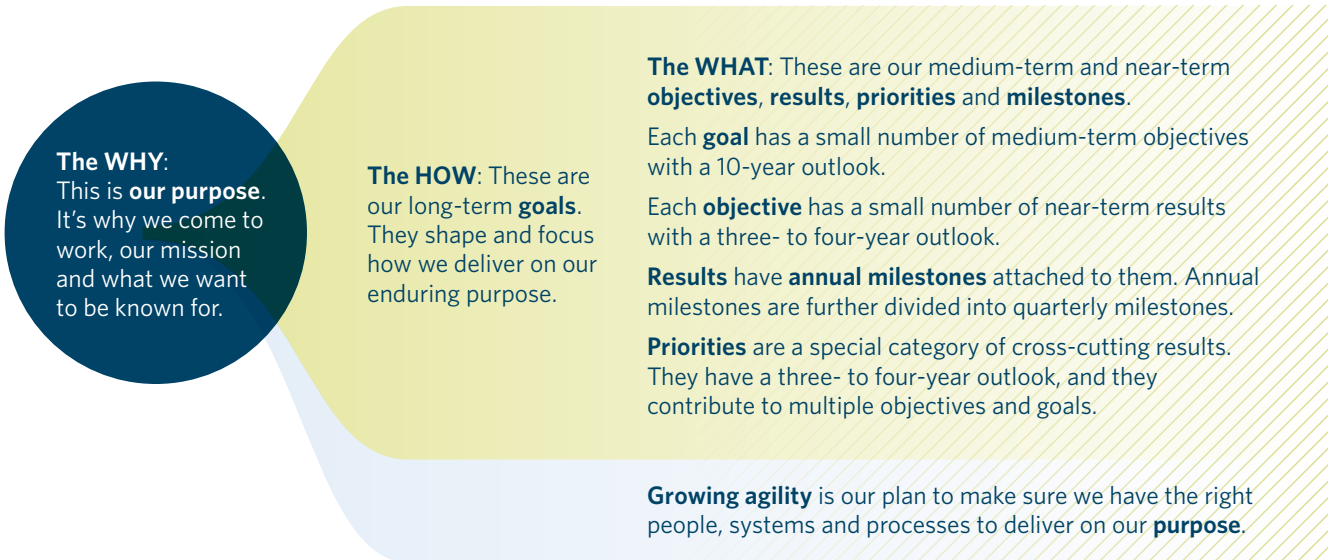 The WHY:
This is our purpose.
It’s why we come to
work, our mission
and what we want
to be known for.
The HOW: These are
our long-term goals.
They shape and focus
how we deliver on our
enduring purpose.
The WHAT: These are our medium-term and near-term
objectives, results, priorities and milestones.
Each goal has a small number of medium-term objectives
with a 10-year outlook.
Each objective has a small number of near-term results
with a three- to four-year outlook.
Results have annual milestones attached to them. Annual
milestones are further divided into quarterly milestones.
Priorities are a special category of cross-cutting results.
They have a three- to four-year outlook, and they
contribute to multiple objectives and goals.
Growing agility is our plan to make sure we have the right
people, systems and processes to deliver on our purpose.